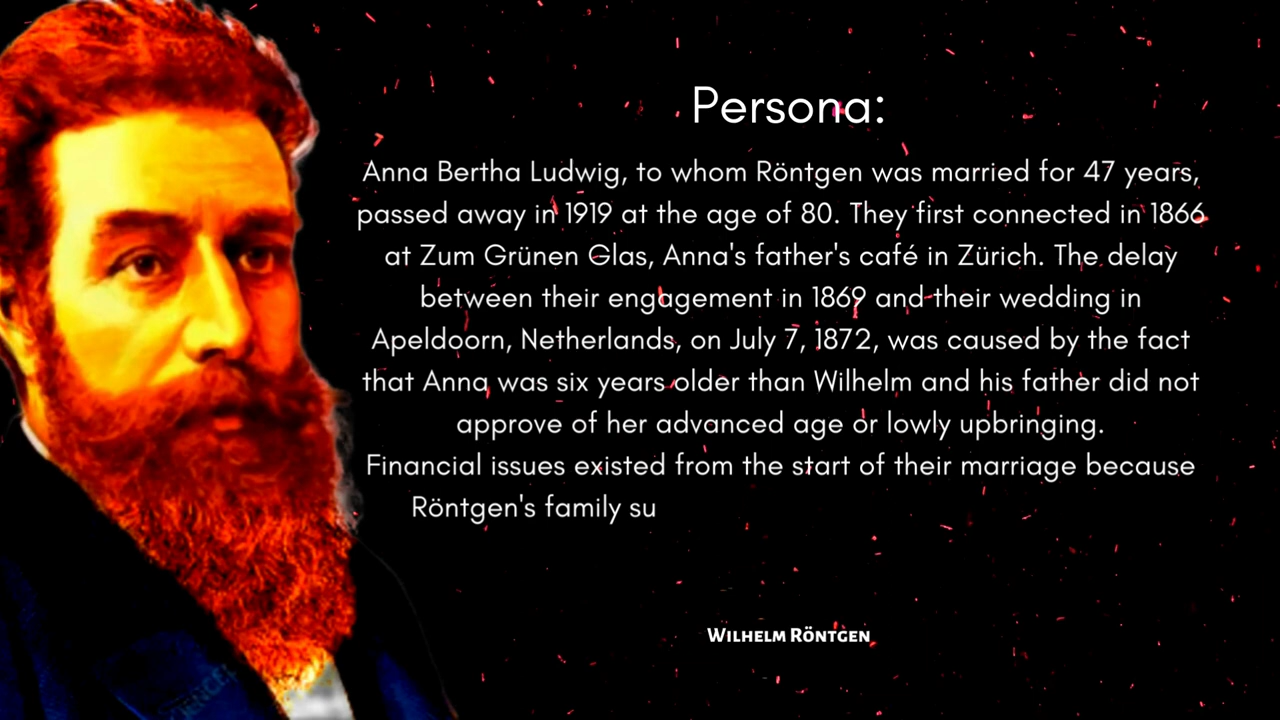 Persona:
Anna Bertha Ludwig, to whom Röntgen was married for 47 years,
passed away in 1919 at the age of 80. They first connected in 1866
at Zum Grünen Glas, Anna's father's café in Zürich. The delay
between their engagement in 1869 and their wedding in
Apeldoorn, Netherlands, on July 7, 1872, was caused by the fact
that Anna was six years older than Wilhelm and his father did not
approve of her advanced age or lowly upbringing.
Financial issues existed from the start of their marriage because
Röntgen's family su
Wilhelm Röntgen